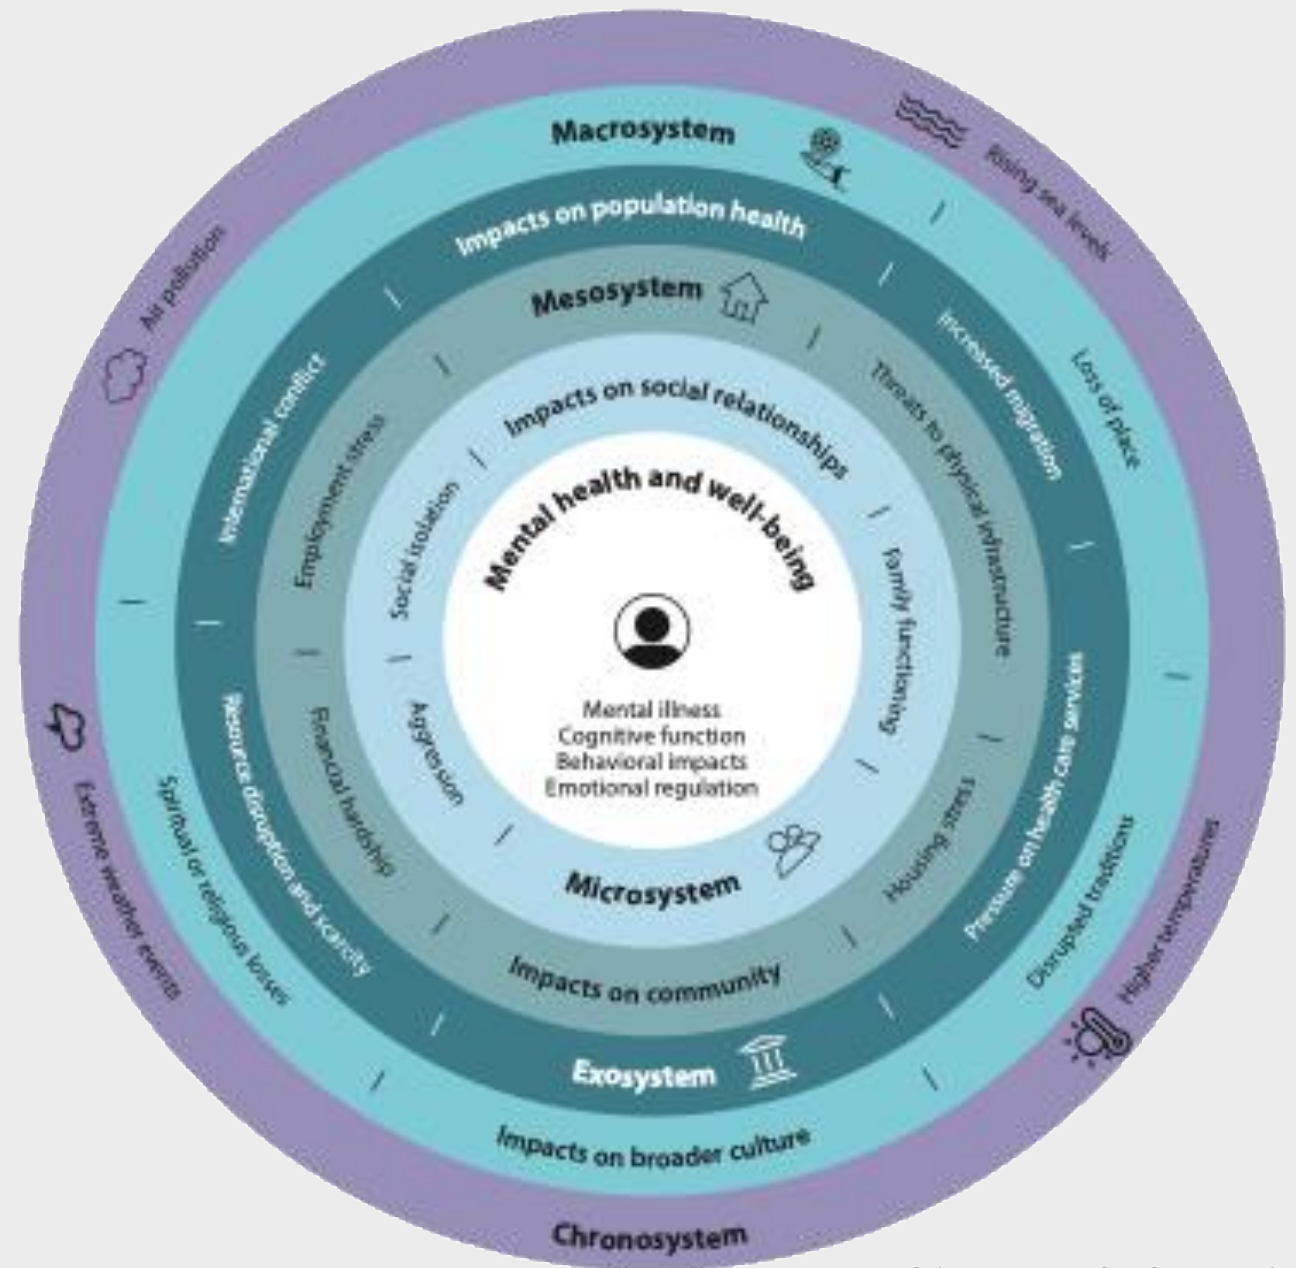 Macrosystem
Rising sea levels
Air pollution
Impacts on population health
Mesosystem
Increased migration
Loss of place
International conflict
Threats to physical infrastructure
Employment stress
Impacts on social relationships
Social isolation
Family functioning
Mental health and well-being
Mental illness
Cognitive function
Behavioral impacts
Emotional regulation
Aggression
Microsystem
Financial hardship
Housing stress
Impacts on community
Resource disruption and scarcity
Pressure on health care services
Exosystem
Spiritual or religious losses
Disrupted traditions
Impacts on broader culture
Extreme weather events
Higher temperatures
Chronosystem